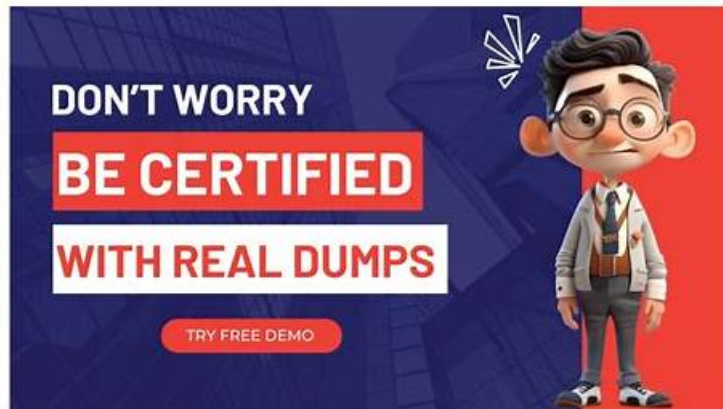 DON'T WORRY
BE CERTIFIED
WITH REAL DUMPS
TRY FREE DEMO